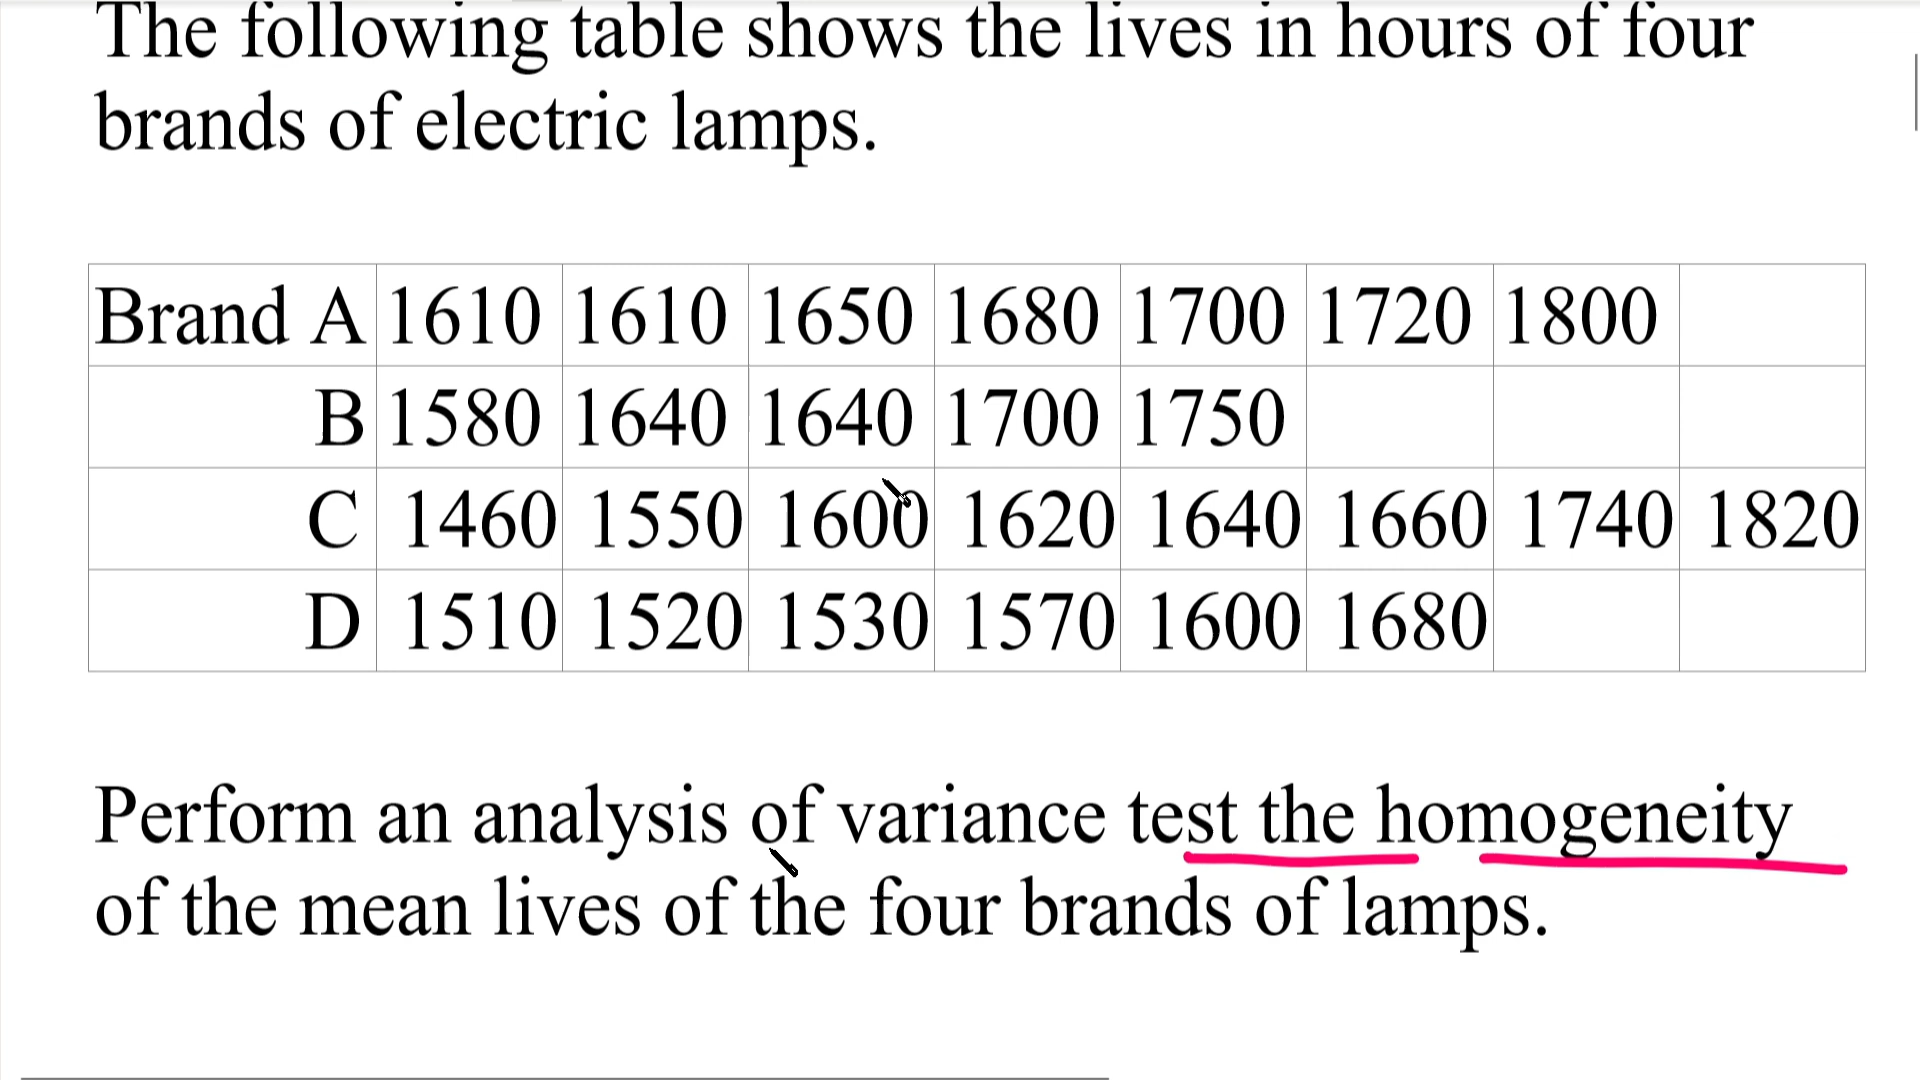 The following table shows the lives in hours of four
brands of electric lamps.
Brand A 1610 1610 1650 1680 1700 1720 1800
B 1580 1640 1640 1700 1750
C 1460 1550 1600 1620 1640 1660 1740 1820
D 1510 1520 1530 1570 1600 1680
Perform an analysis of variance test the homogeneity
of the mean lives of the four brands of lamps.